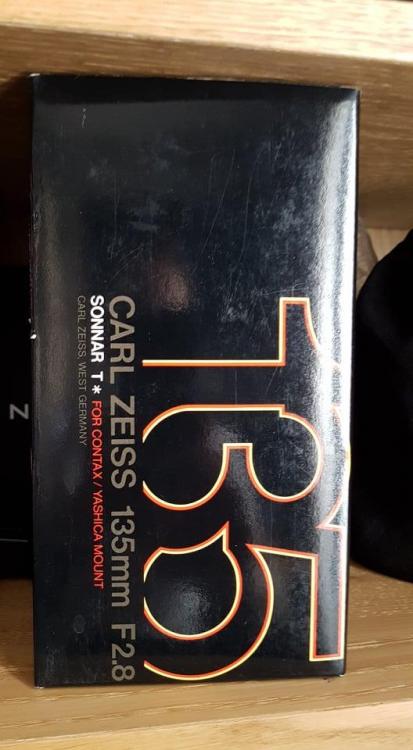 135
CARL ZEISS 135mm F2.8
SONNAR T* FOR CONTAX / YASHICA MOUNT
CARL ZEISS, WEST GERMANY
Z